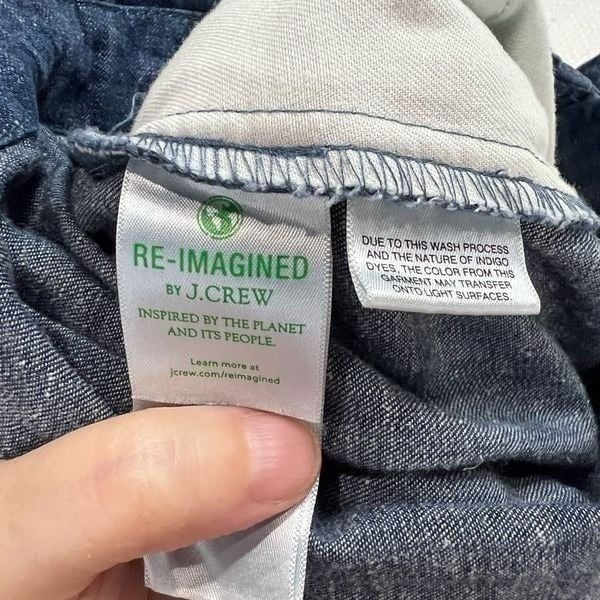 RE-IMAGINED
BY J.CREW
INSPIRED BY THE PLANET
AND ITS PEOPLE.
Learn more at
jcrew.com/reimagined
DUE TO THIS WASH PROCESS
AND THE NATURE OF INDIGO
DYES, THE COLOR FROM THIS
GARMENT MAY TRANSFER
ONTO LIGHT SURFACES.